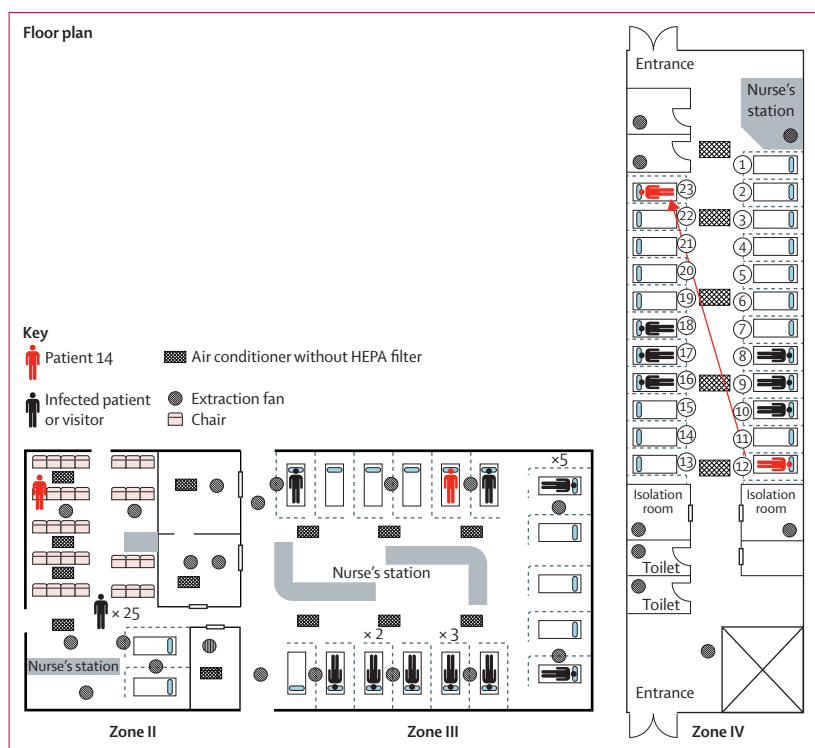 Floor plan
Key
Patient 14
Air conditioner without HEPA filter
Infected patient
or visitor
Extraction fan
Chair
× 25
Nurse's station
Zone II
×5
Nurse's station
× 2
× 3
Zone III
Entrance
Nurse's
station
1
23
2
22
3
21
4
20
5
19
6
18
7
17
8
16
9
15
10
14
11
13
12
Isolation
room
Isolation
room
Toilet
Toilet
Entrance
Zone IV